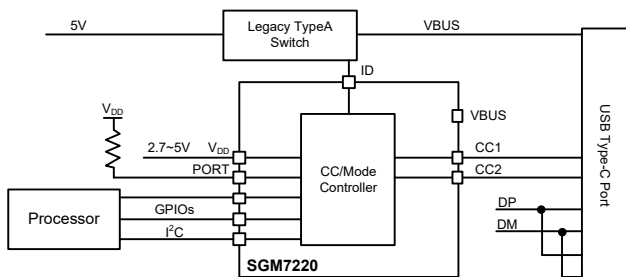 5V
Legacy TypeA
Switch
VBUS
ID
VDD
VBUS
2.7~5V
VDD
CC1
PORT
CC/Mode
Controller
CC2
USB Type-C Port
Processor
GPIOs
I²C
DP
DM
SGM7220